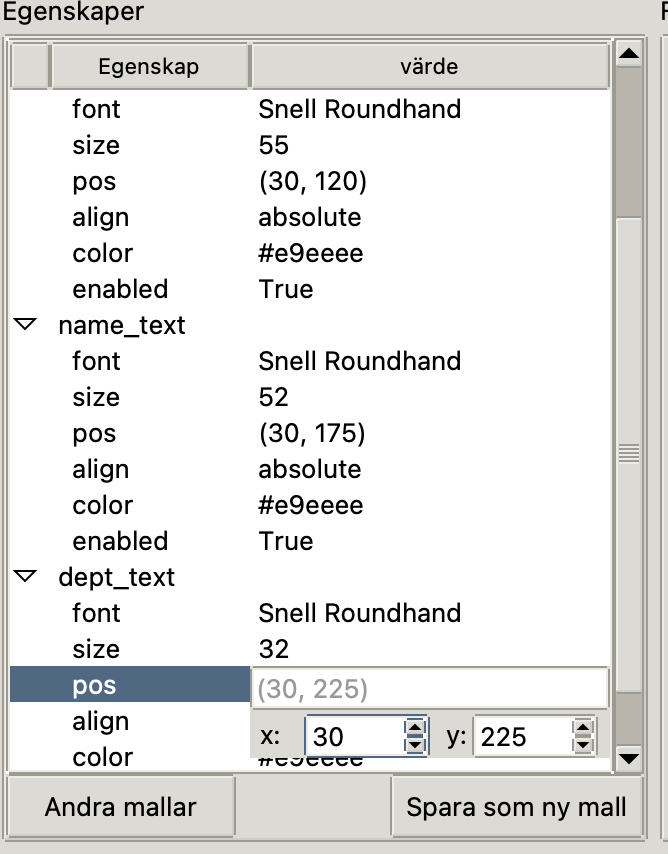 Egenskaper
Egenskap värde
font Snell Roundhand
size 55
pos (30, 120)
align absolute
color #e9eeee
enabled True
name_text
font Snell Roundhand
size 52
pos (30, 175)
align absolute
color #e9eeee
enabled True
dept_text
font Snell Roundhand
size 32
pos (30, 225)
align x: 30 y: 225
color #e9eeee
Andra mallar Spara som ny mall